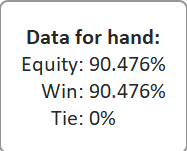 Data for hand:
Equity: 90.476%
Win: 90.476%
Tie: 0%